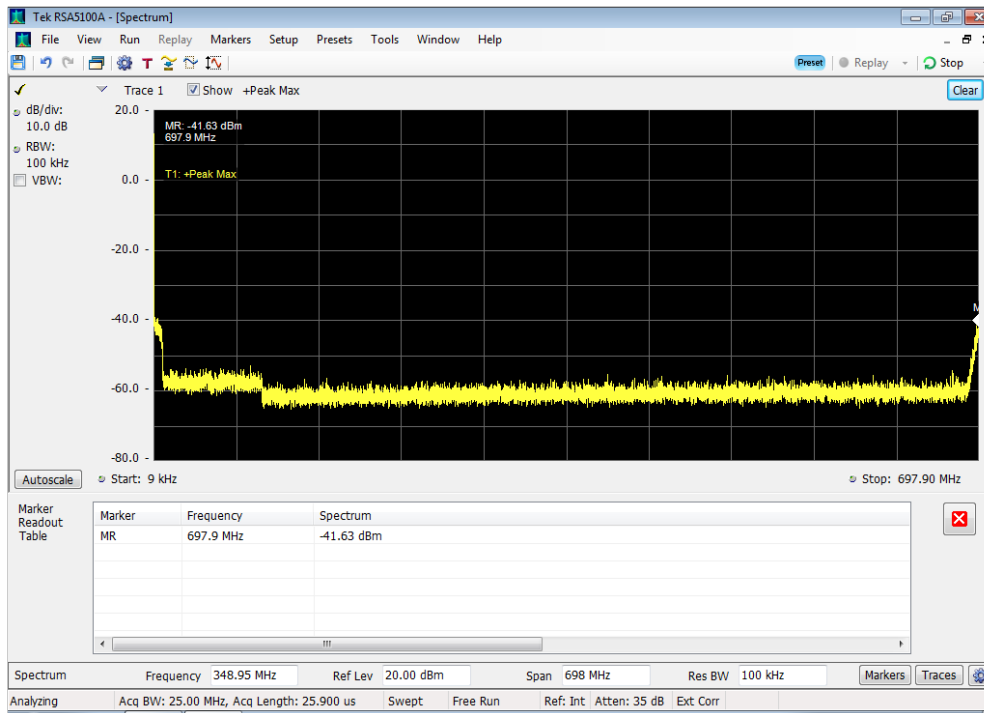 Tek RSA5100A - [Spectrum]
File View Run Replay Markers Setup Presets Tools Window Help
T Preset Replay Stop
Trace 1 Show +Peak Max Clear
dB/div:
10.0 dB
RBW:
100 kHz
VBW:
20.0
MR: -41.63 dBm
697.9 MHz
T1: +Peak Max
0.0
-20.0
-40.0
M
-60.0
-80.0
Autoscale Start: 9 kHz Stop: 697.90 MHz
Marker
Readout
Table
Marker Frequency Spectrum
MR 697.9 MHz -41.63 dBm
Spectrum Frequency 348.95 MHz Ref Lev 20.00 dBm Span 698 MHz Res BW 100 kHz Markers Traces
Analyzing Acq BW: 25.00 MHz, Acq Length: 25.900 us Swept Free Run Ref: Int Atten: 35 dB Ext Corr